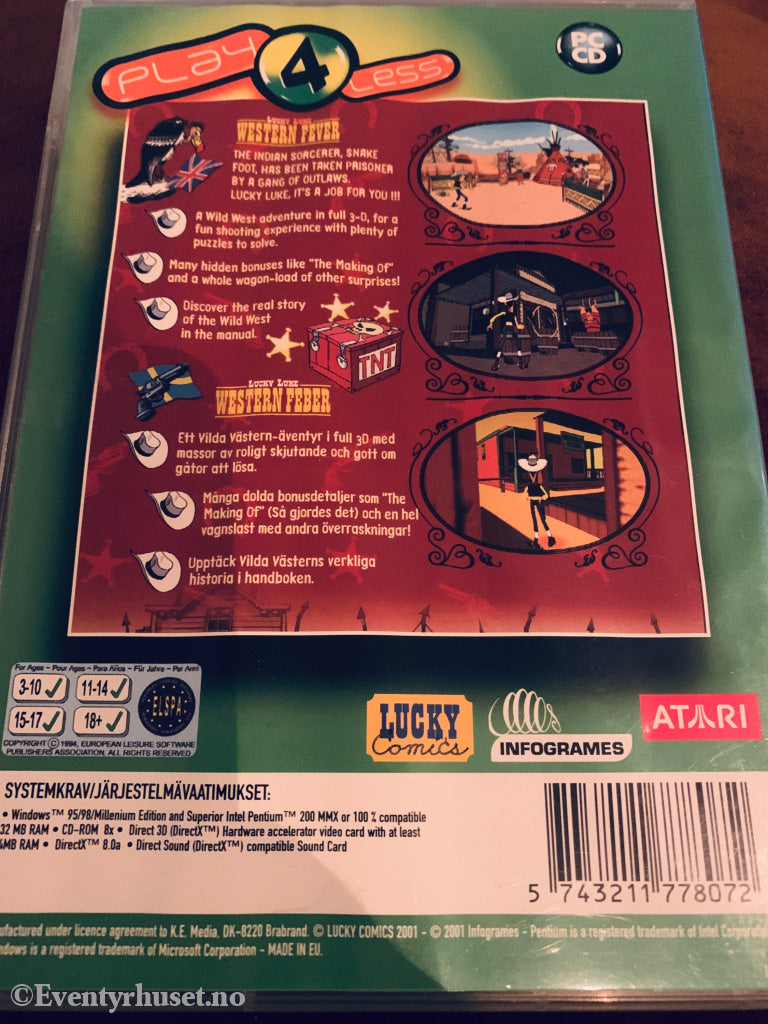 PLAY 4 LESS
PC
CD
LUCKY LUKE
WESTERN FEVER
THE INDIAN SORCERER, SNAKE
FOOT, HAS BEEN TAKEN PRISONER
BY A GANG OF OUTLAWS.
LUCKY LUKE, IT'S A JOB FOR YOU !!!
A Wild West adventure in full 3-D, for a
fun shooting experience with plenty of
puzzles to solve.
Many hidden bonuses like "The Making Of"
and a whole wagon-load of other surprises!
Discover the real story
of the Wild West
in the manual.
TNT
LUCKY LUKE
WESTERN FEBER
Ett Vilda Västern-äventyr i full 3D med
massor av roligt skjutande och gott om
gåtor att lösa.
Många dolda bonusdetaljer som "The
Making Of" (Så gjordes det) och en hel
vagnslast med andra överraskningar!
Upptäck Vilda Västerns verkliga
historia i handboken.
For Ages ~ Pour Ages ~ Para Años ~ Für Jahre ~ Per Anni
3-10 11-14
15-17 18+
ELSPA
COPYRIGHT © 1994, EUROPEAN LEISURE SOFTWARE
PUBLISHERS ASSOCIATION. ALL RIGHTS RESERVED
LUCKY
Comics
INFOGRAMES
ATARI
SYSTEMKRAV/JÄRJESTELMÄVAATIMUKSET:
• Windows™ 95/98/Millenium Edition and Superior Intel Pentium™ 200 MMX or 100 % compatible
32 MB RAM • CD-ROM 8x • Direct 3D (DirectX™) Hardware accelerator video card with at least
4MB RAM • DirectX™ 8.0a • Direct Sound (DirectX™) compatible Sound Card
5 743211 778072
ufactured under licence agreement to K.E. Media, DK-8220 Brabrand. © LUCKY COMICS 2001 - © 2001 Infogrames - Pentium is a registered trademark of Intel Corporatio
ndows is a registered trademark of Microsoft Corporation - MADE IN EU.
©Eventyrhuset.no